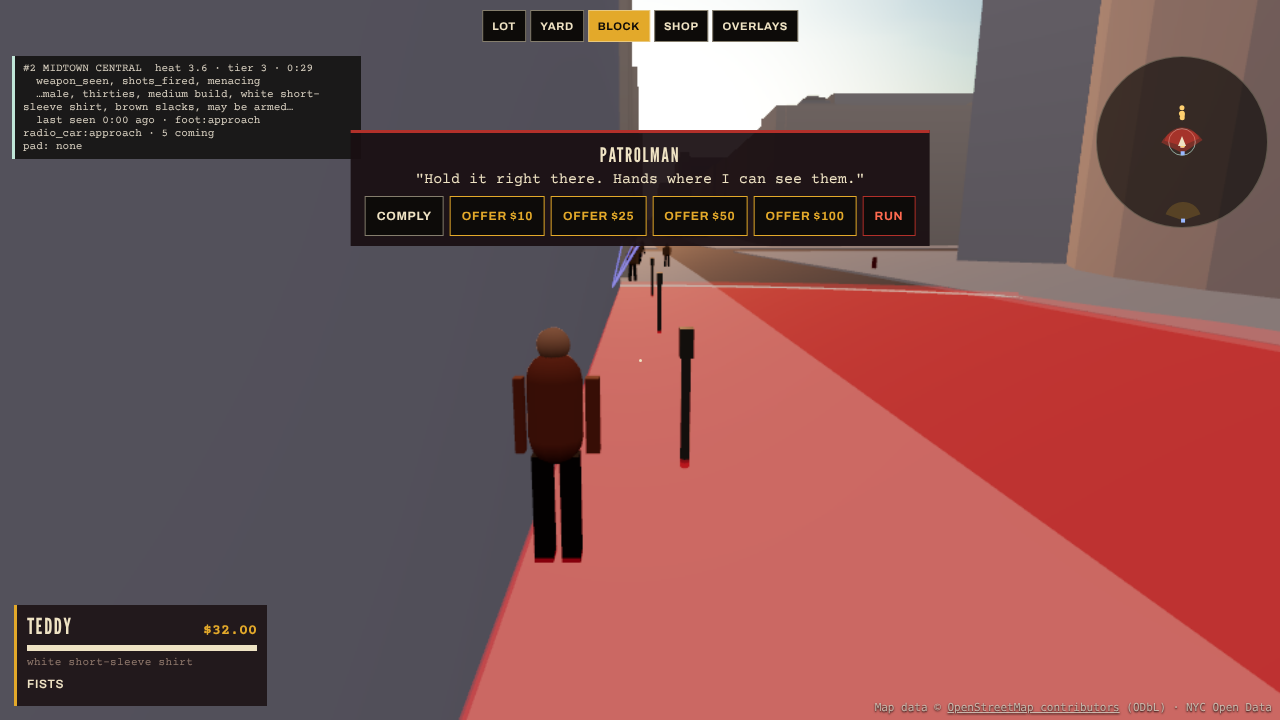 LOT YARD BLOCK SHOP OVERLAYS
#2 MIDTOWN CENTRAL  heat 3.6 · tier 3 · 0:29
weapon_seen, shots_fired, menacing
…male, thirties, medium build, white short-
sleeve shirt, brown slacks, may be armed…
last seen 0:00 ago · foot:approach
radio_car:approach · 5 coming
pad: none
PATROLMAN
"Hold it right there. Hands where I can see them."
COMPLY OFFER $10 OFFER $25 OFFER $50 OFFER $100 RUN
TEDDY $32.00
white short-sleeve shirt
FISTS
Map data © OpenStreetMap contributors (ODbL) · NYC Open Data